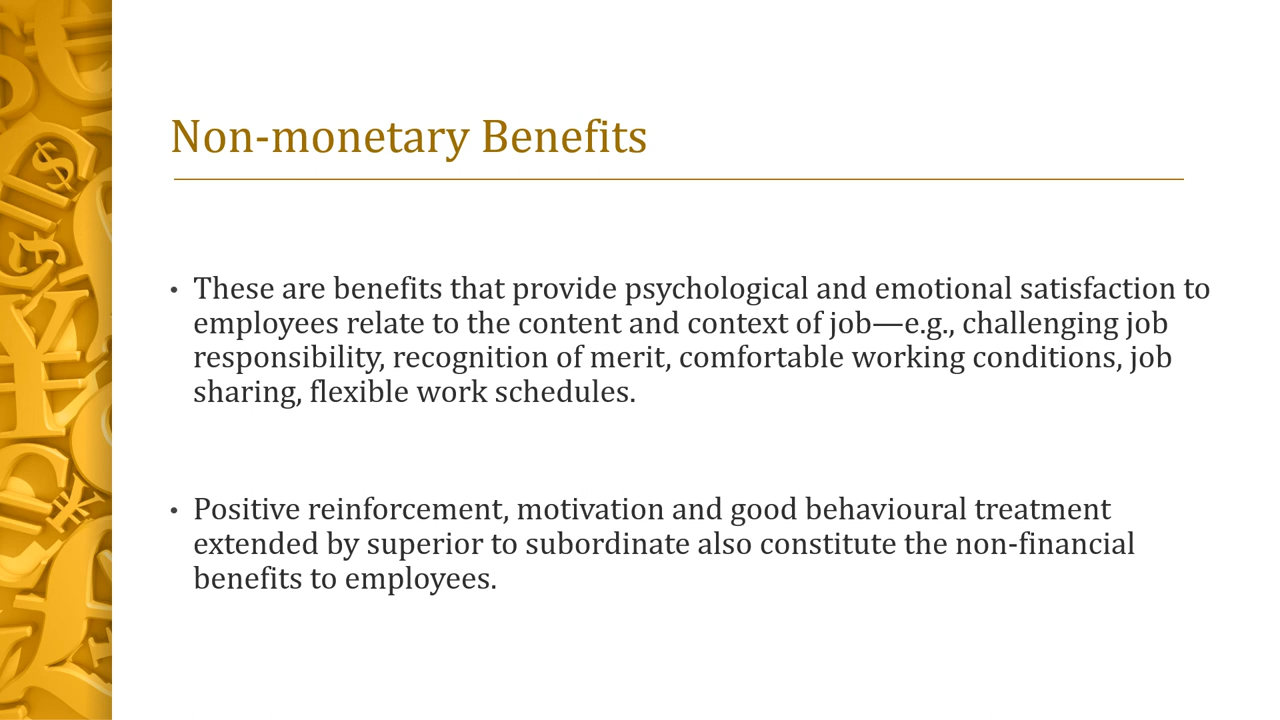 Non-monetary Benefits
• These are benefits that provide psychological and emotional satisfaction to
employees relate to the content and context of job—e.g., challenging job
responsibility, recognition of merit, comfortable working conditions, job
sharing, flexible work schedules.
• Positive reinforcement, motivation and good behavioural treatment
extended by superior to subordinate also constitute the non-financial
benefits to employees.